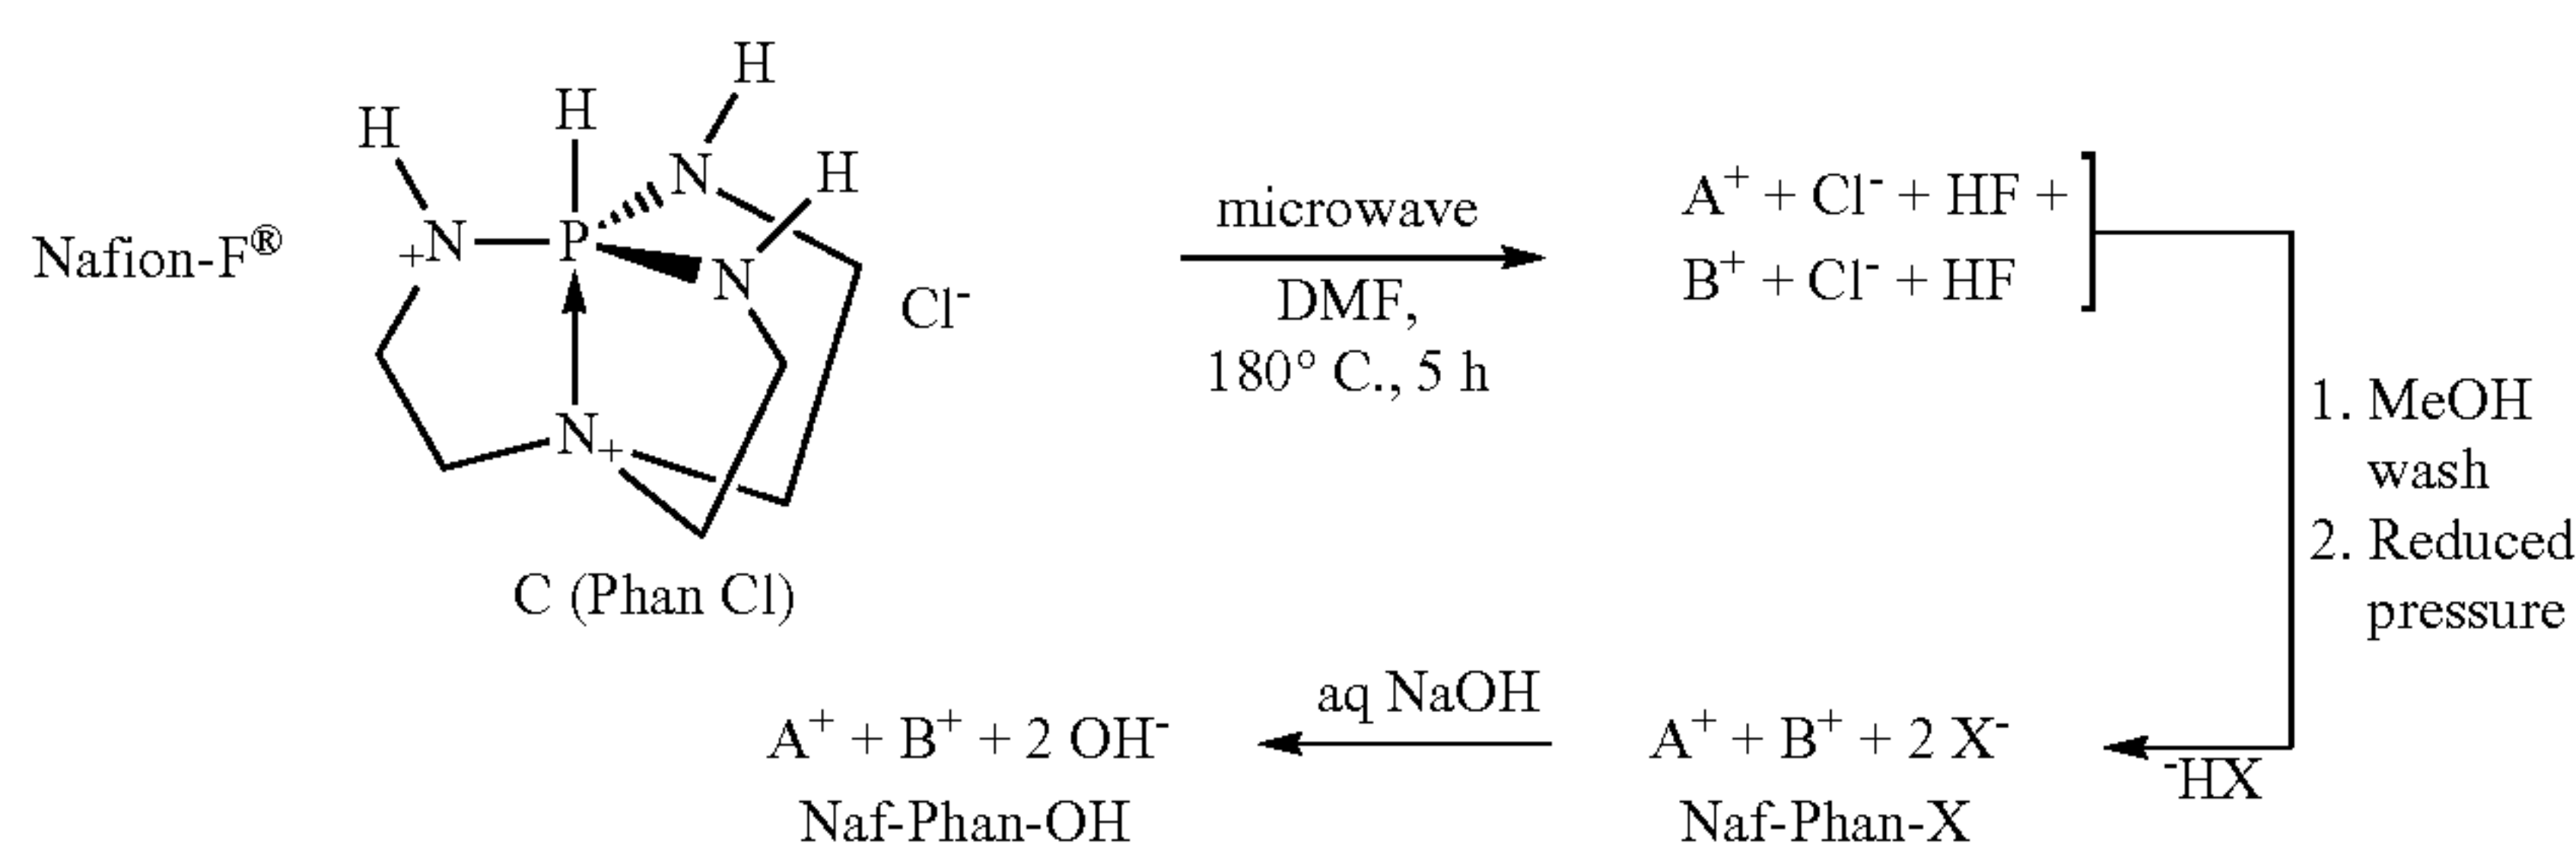 H
H
H
H
N
N
+N
P
N
N+
Nafion-F®
Cl-
C (Phan Cl)
microwave
DMF,
180° C., 5 h
A+ + Cl- + HF +
B+ + Cl- + HF
1. MeOH
wash
2. Reduced
pressure
-HX
A+ + B+ + 2 X-
Naf-Phan-X
aq NaOH
A+ + B+ + 2 OH-
Naf-Phan-OH